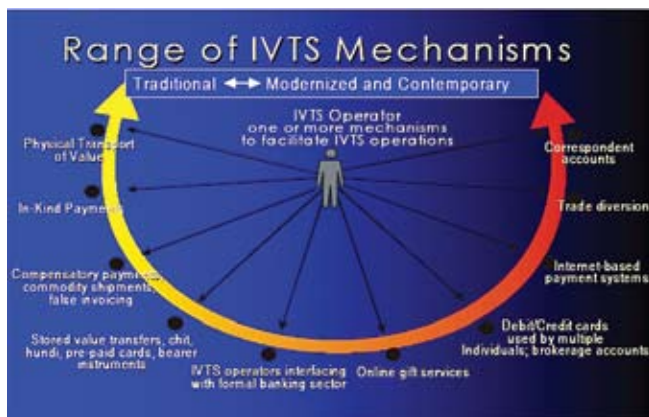 Range of IVTS Mechanisms
Traditional ↔ Modernized and Contemporary
IVTS Operator
one or more mechanisms
to facilitate IVTS operations
Physical Transport
of Value
In-Kind Payments
Compensatory payments,
commodity shipments,
false invoicing
Stored value transfers, chit,
hundi, pre-paid cards, bearer
instruments
IVTS operators interfacing
with formal banking sector
Online gift services
Debit/Credit cards
used by multiple
Individuals; brokerage accounts
Internet-based
payment systems
Trade diversion
Correspondent
accounts